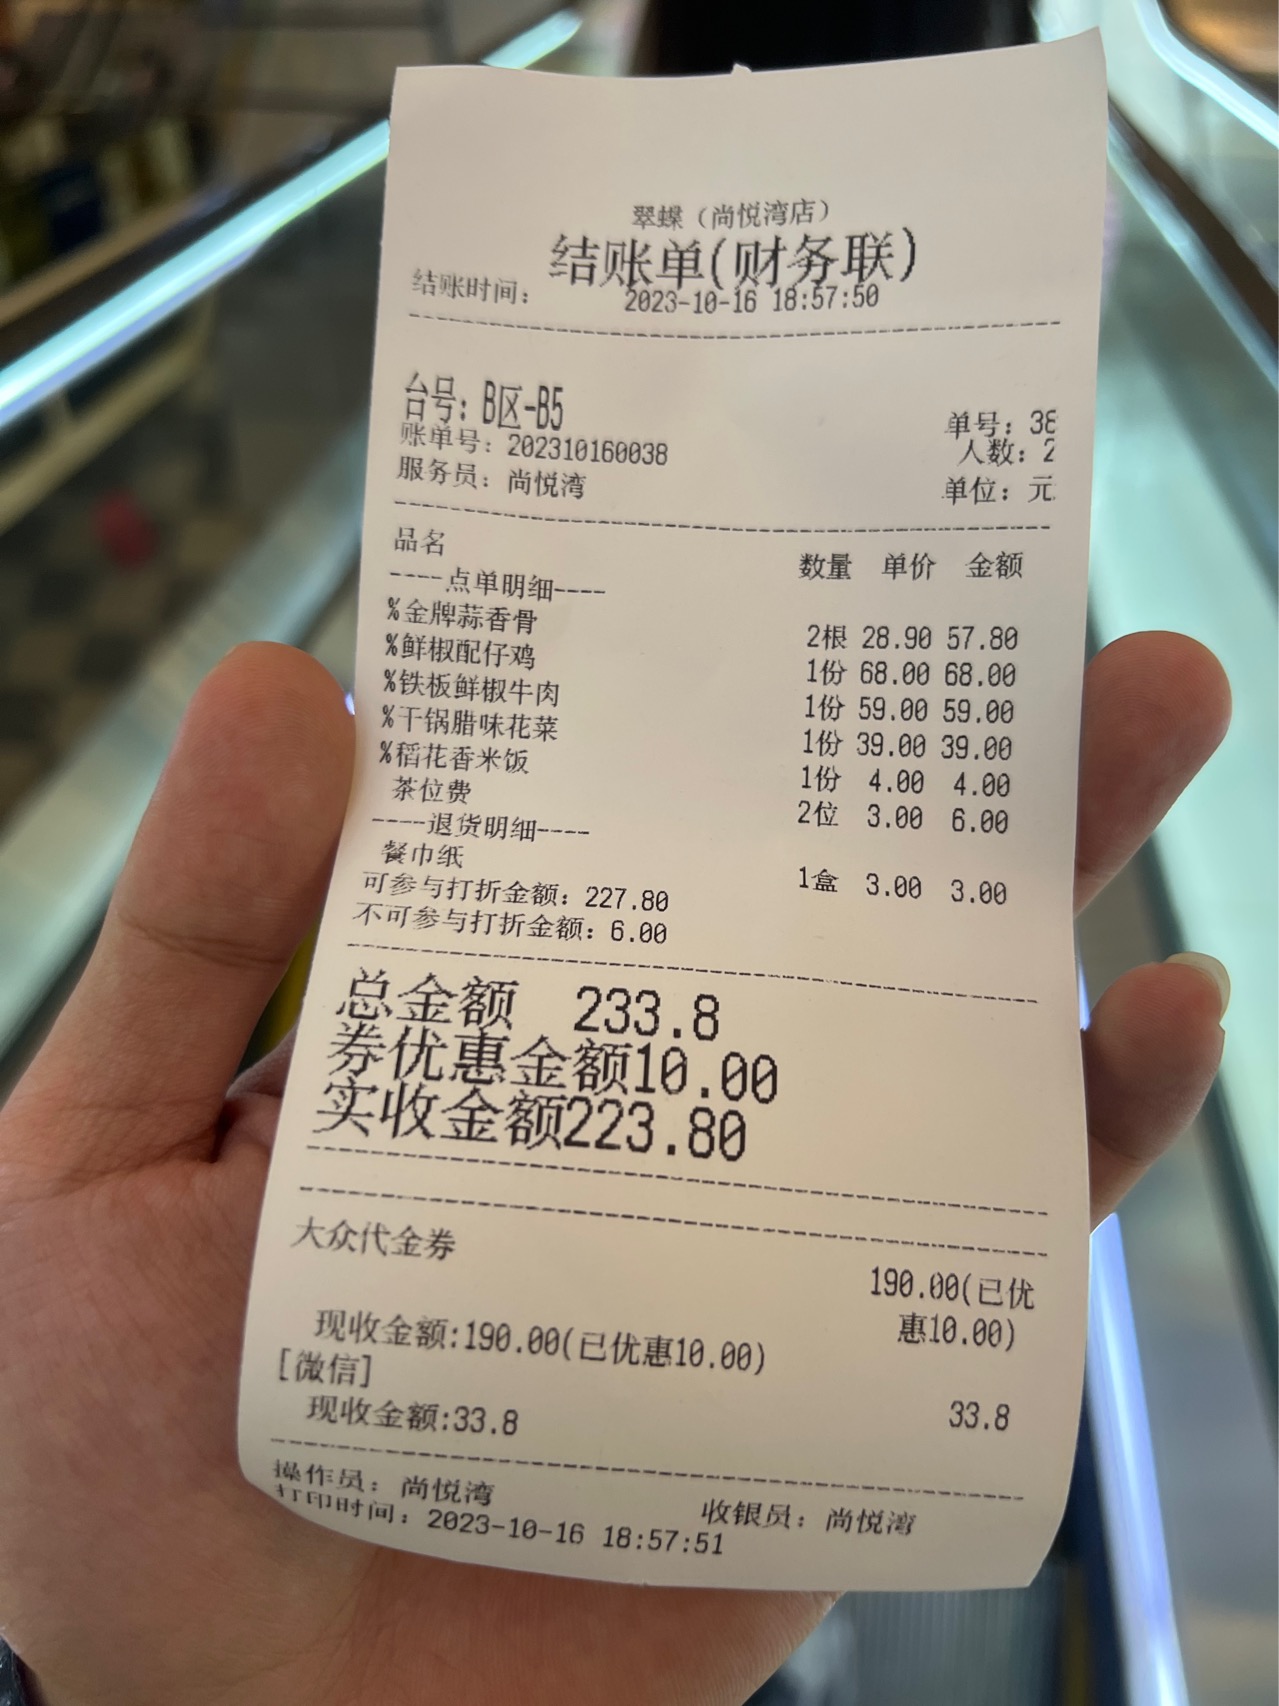 翠蝶（尚悦湾店）
结账单(财务联)
结账时间： 2023-10-16 18:57:50
台号：B区-B5
单号：38
账单号：202310160038
人数：2
服务员：尚悦湾
单位：元
品名 数量 单价 金额
----点单明细----
%金牌蒜香骨 2根 28.90 57.80
%鲜椒配仔鸡 1份 68.00 68.00
%铁板鲜椒牛肉 1份 59.00 59.00
%干锅腊味花菜 1份 39.00 39.00
%稻花香米饭 1份 4.00 4.00
茶位费 2位 3.00 6.00
----退货明细----
餐巾纸 1盒 3.00 3.00
可参与打折金额：227.80
不可参与打折金额：6.00
总金额 233.8
券优惠金额10.00
实收金额223.80
大众代金券
190.00(已优
惠10.00)
现收金额:190.00(已优惠10.00)
[微信]
现收金额:33.8 33.8
操作员：尚悦湾 收银员：尚悦湾
打印时间：2023-10-16 18:57:51